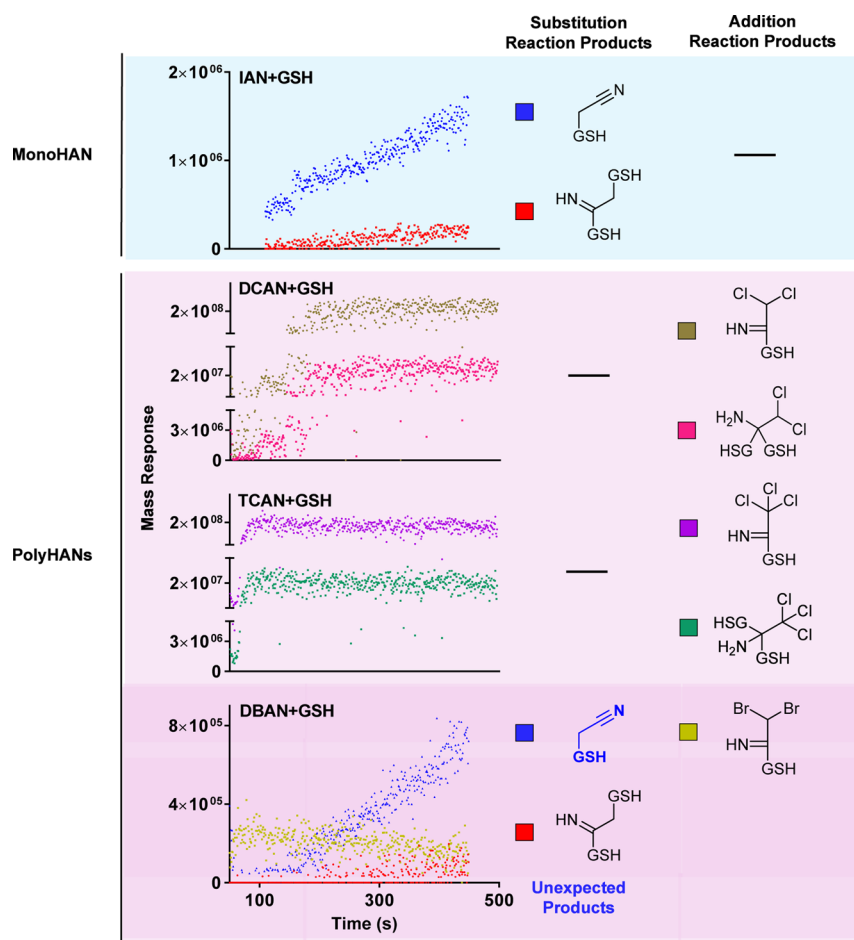 Substitution
Reaction Products
Addition
Reaction Products
MonoHAN
IAN+GSH
2×10⁰⁶
1×10⁰⁶
0
N
GSH
GSH
HN
GSH
PolyHANs
Mass Response
DCAN+GSH
2×10⁰⁸
2×10⁰⁷
3×10⁰⁶
0
Cl
Cl
HN
GSH
Cl
H₂N
Cl
HSG
GSH
TCAN+GSH
2×10⁰⁸
2×10⁰⁷
3×10⁰⁶
0
Cl
Cl
Cl
HN
GSH
Cl
HSG
Cl
H₂N
Cl
GSH
DBAN+GSH
8×10⁰⁵
4×10⁰⁵
0
100
300
500
Time (s)
N
GSH
GSH
HN
GSH
Unexpected
Products
Br
Br
HN
GSH